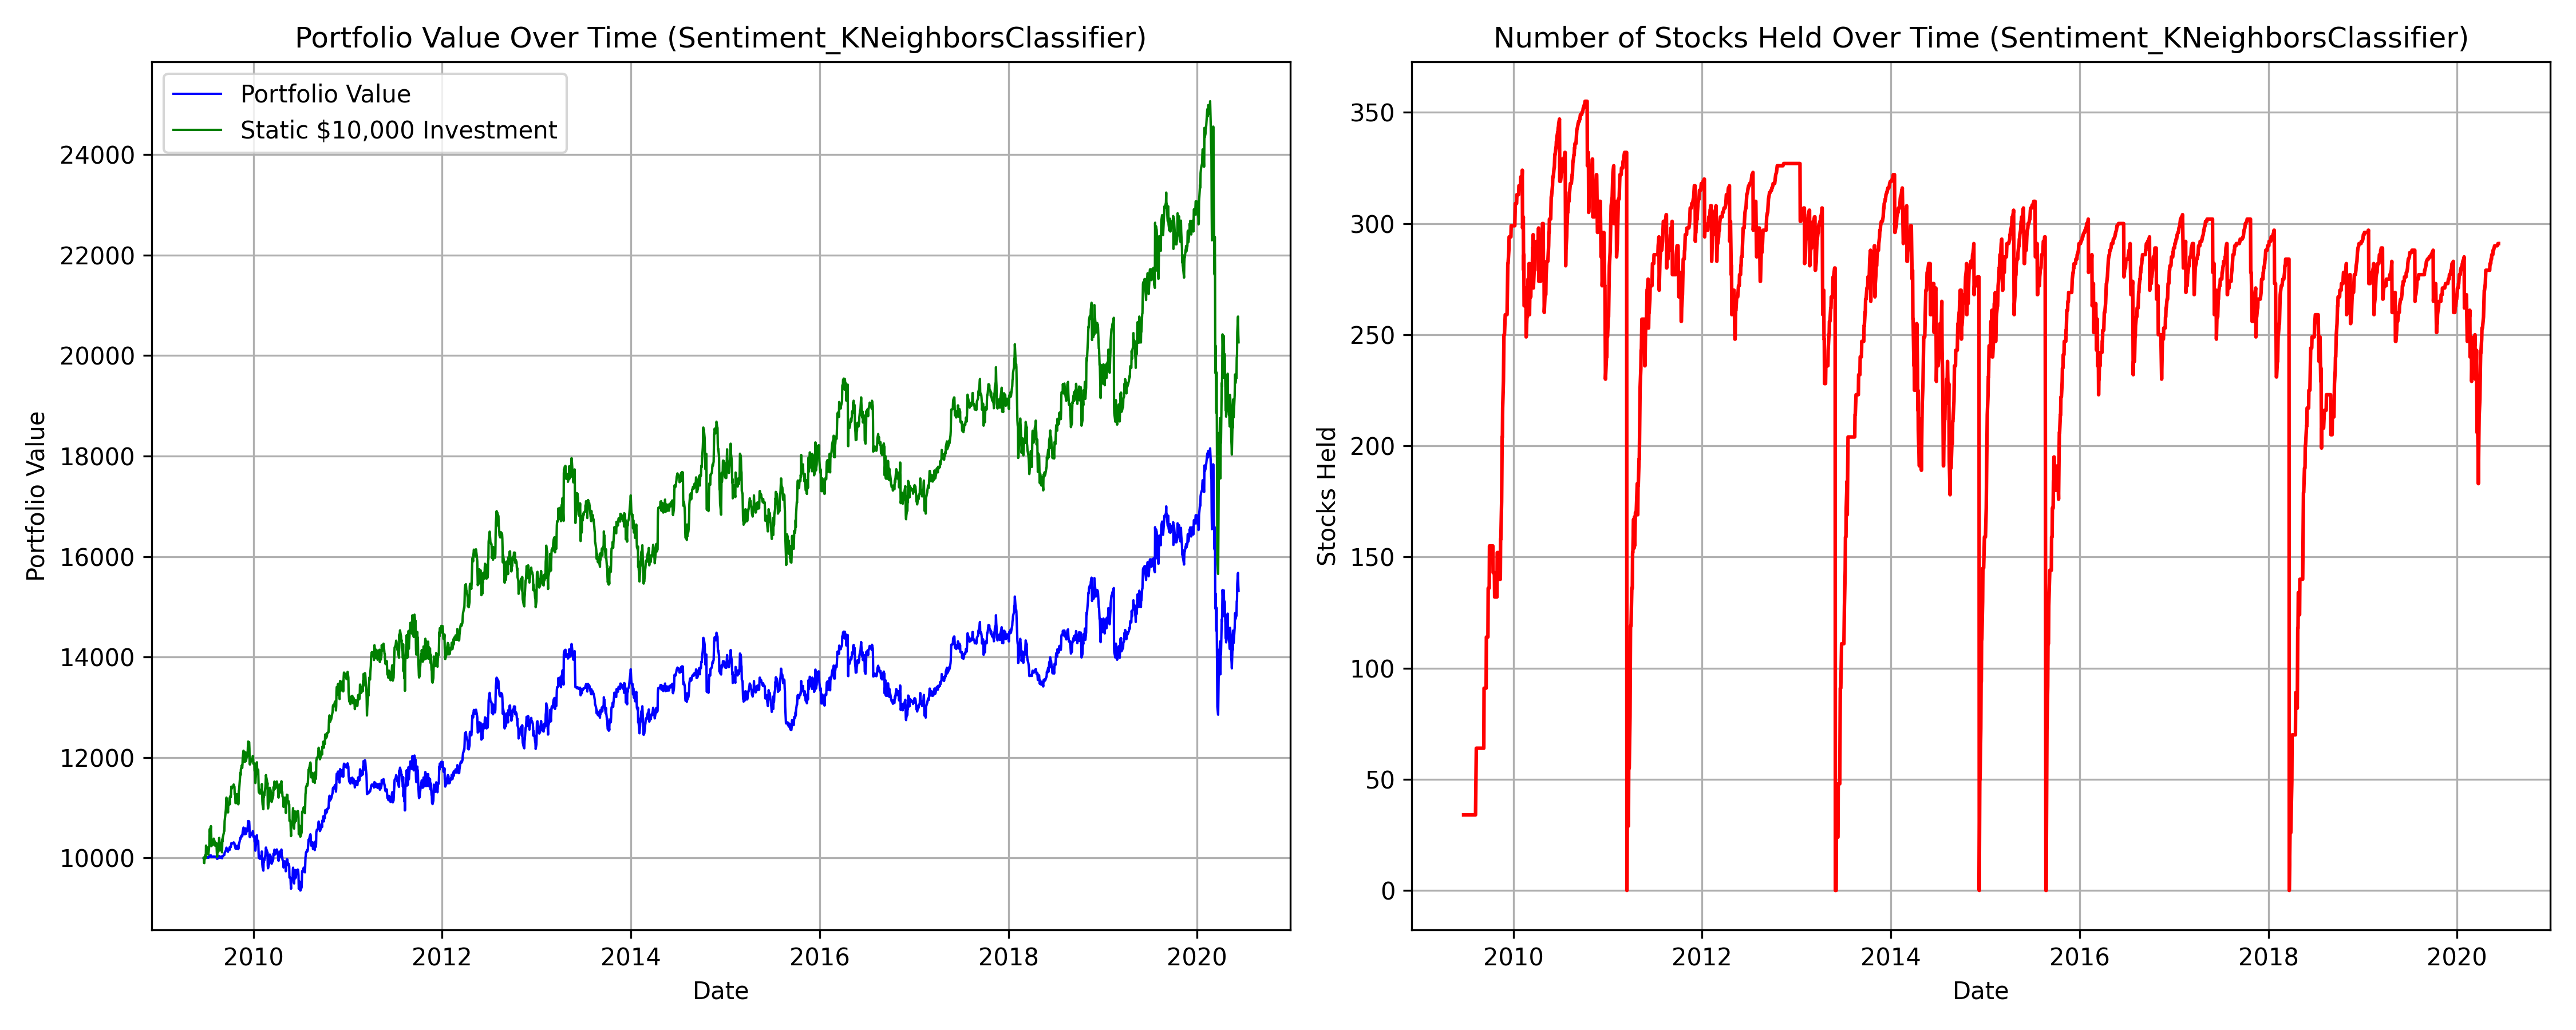 Portfolio Value Over Time (Sentiment_KNeighborsClassifier)
Portfolio Value
Static $10,000 Investment
24000
22000
20000
18000
16000
14000
12000
10000
Portfolio Value
2010 2012 2014 2016 2018 2020
Date
Number of Stocks Held Over Time (Sentiment_KNeighborsClassifier)
350
300
250
200
150
100
50
0
Stocks Held
2010 2012 2014 2016 2018 2020
Date